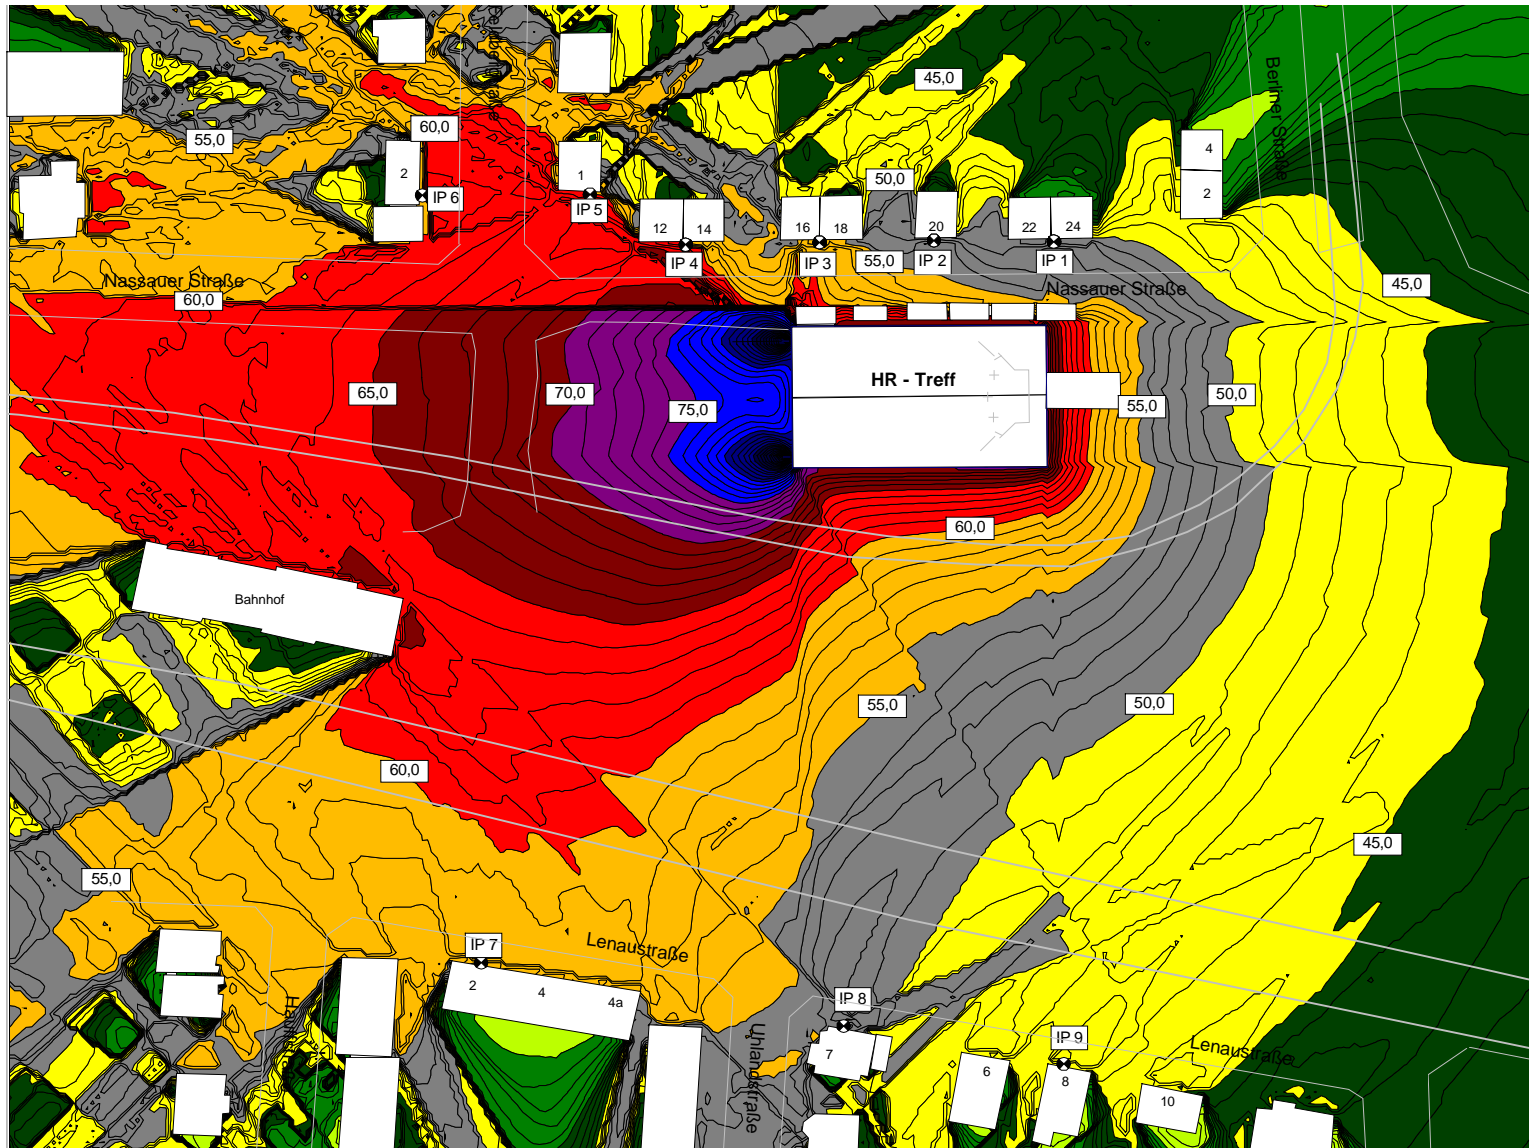 45,0
60,0
55,0
4
2
2
1
IP 6
IP 5
50,0
12
14
16
18
20
22
24
IP 4
IP 3
55,0
IP 2
IP 1
Berliner Straße
Nassauer Straße
60,0
Nassauer Straße
45,0
65,0
70,0
75,0
HR - Treff
55,0
50,0
60,0
Bahnhof
55,0
50,0
60,0
45,0
55,0
IP 7
Lenaustraße
2
4
4a
IP 8
7
Uhlandstraße
IP 9
Lenaustraße
6
8
10